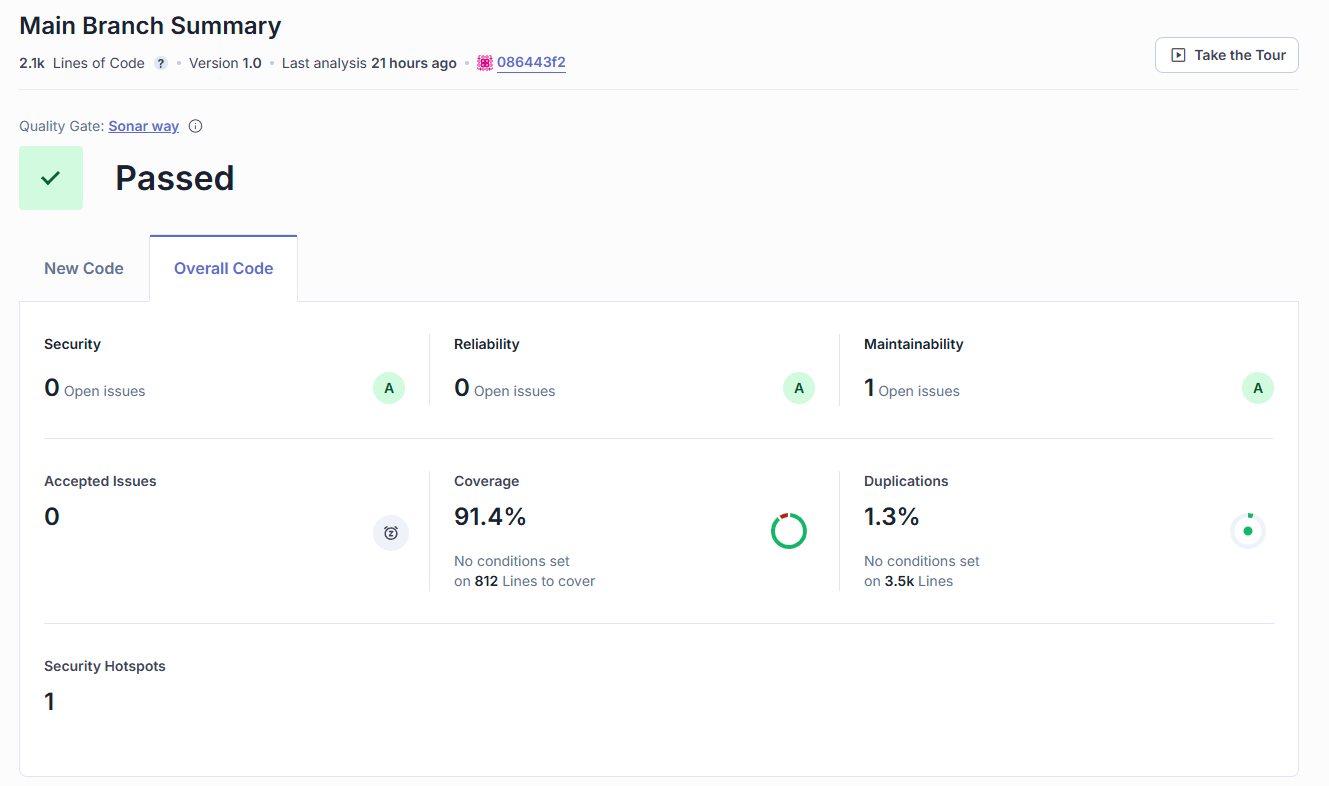 Main Branch Summary
2.1k Lines of Code ? • Version 1.0 • Last analysis 21 hours ago • 086443f2
Take the Tour
Quality Gate: Sonar way
Passed
New Code
Overall Code
Security
0 Open issues
A
Reliability
0 Open issues
A
Maintainability
1 Open issues
A
Accepted Issues
0
Coverage
91.4%
No conditions set
on 812 Lines to cover
Duplications
1.3%
No conditions set
on 3.5k Lines
Security Hotspots
1